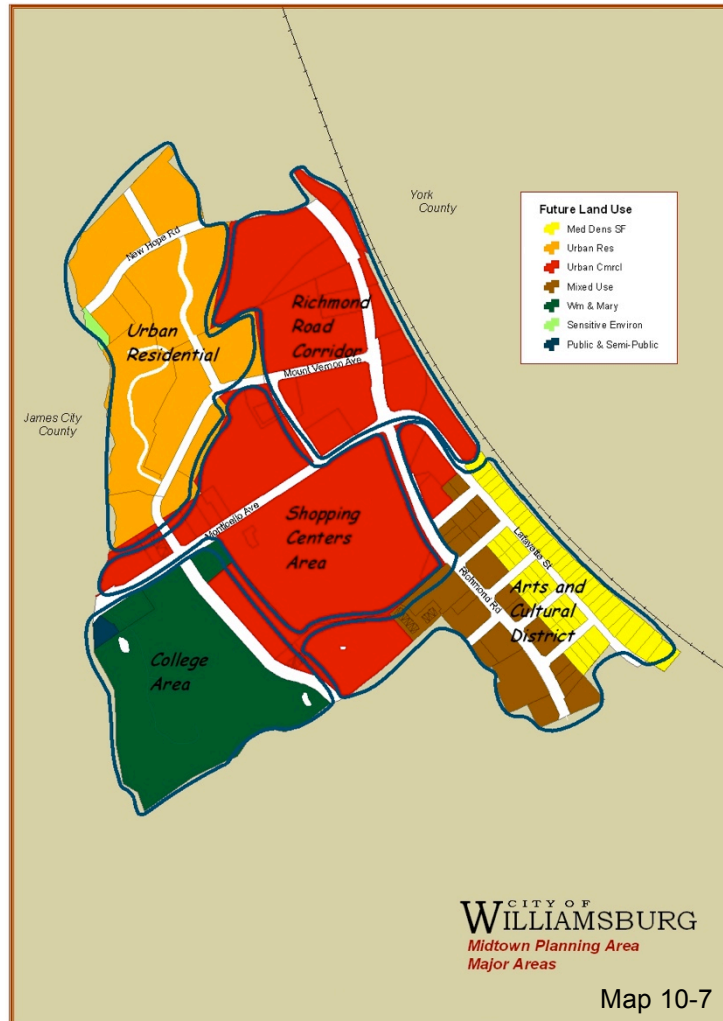 York
County
Future Land Use
Med Dens SF
Urban Res
Urban Cmrcl
Mixed Use
Wm & Mary
Sensitive Environ
Public & Semi-Public
New Hope Rd
Richmond
Road
Corridor
Urban
Residential
Mount Vernon Ave
James City
County
Monticello Ave
Shopping
Centers
Area
Lafayette St
Richmond Rd
Arts and
Cultural
District
College
Area
CITY OF
WILLIAMSBURG
Midtown Planning Area
Major Areas
Map 10-7